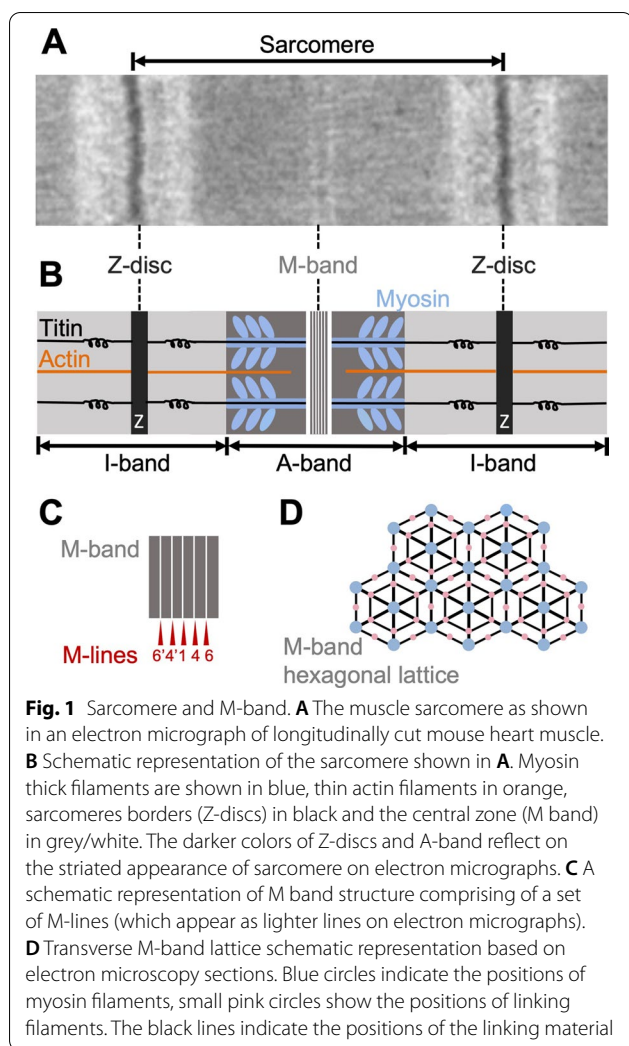 A
Sarcomere
Z-disc
M-band
Z-disc
B
Myosin
Titin
Actin
Z
Z
I-band
A-band
I-band
C
D
M-band
M-lines
6'4'1 4 6
M-band
hexagonal lattice
Fig. 1 Sarcomere and M-band. A The muscle sarcomere as shown
in an electron micrograph of longitudinally cut mouse heart muscle.
B Schematic representation of the sarcomere shown in A. Myosin
thick filaments are shown in blue, thin actin filaments in orange,
sarcomeres borders (Z-discs) in black and the central zone (M band)
in grey/white. The darker colors of Z-discs and A-band reflect on
the striated appearance of sarcomere on electron micrographs. C A
schematic representation of M band structure comprising of a set
of M-lines (which appear as lighter lines on electron micrographs).
D Transverse M-band lattice schematic representation based on
electron microscopy sections. Blue circles indicate the positions of
myosin filaments, small pink circles show the positions of linking
filaments. The black lines indicate the positions of the linking material